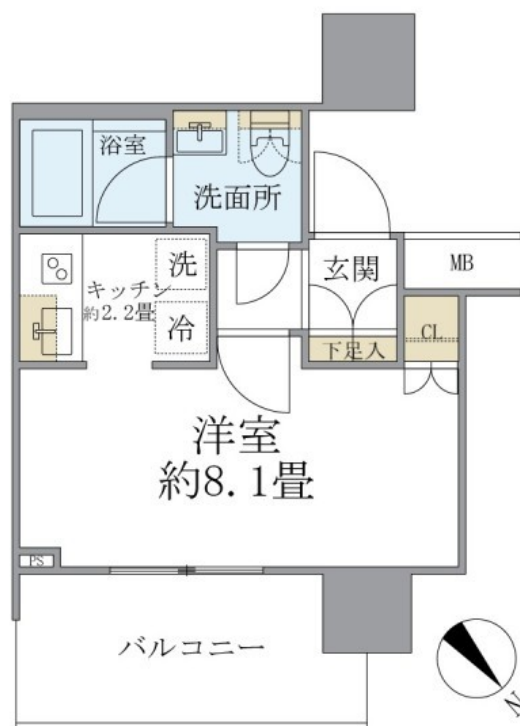 浴室
洗面所
洗
玄関
MB
キッチン
約2.2畳
冷
下足入
CL
洋室
約8.1畳
PS
バルコニー
N